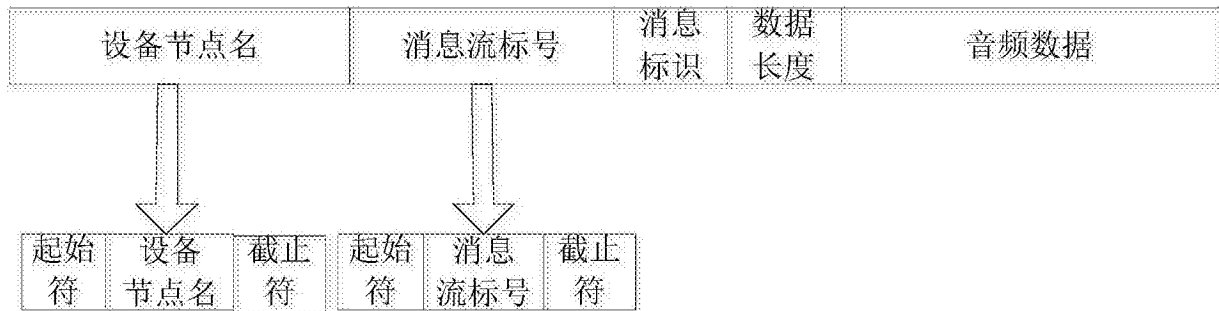 设备节点名
消息流标号
消息
标识
数据
长度
音频数据
起始
符
设备
节点名
截止
符
起始
符
消息
流标号
截止
符